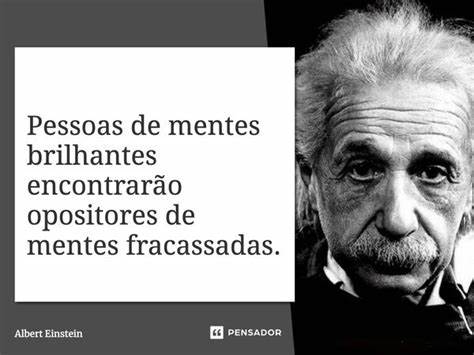 Pessoas de mentes
brilhantes
encontrarão
opositores de
mentes fracassadas.
Albert Einstein
PENSADOR